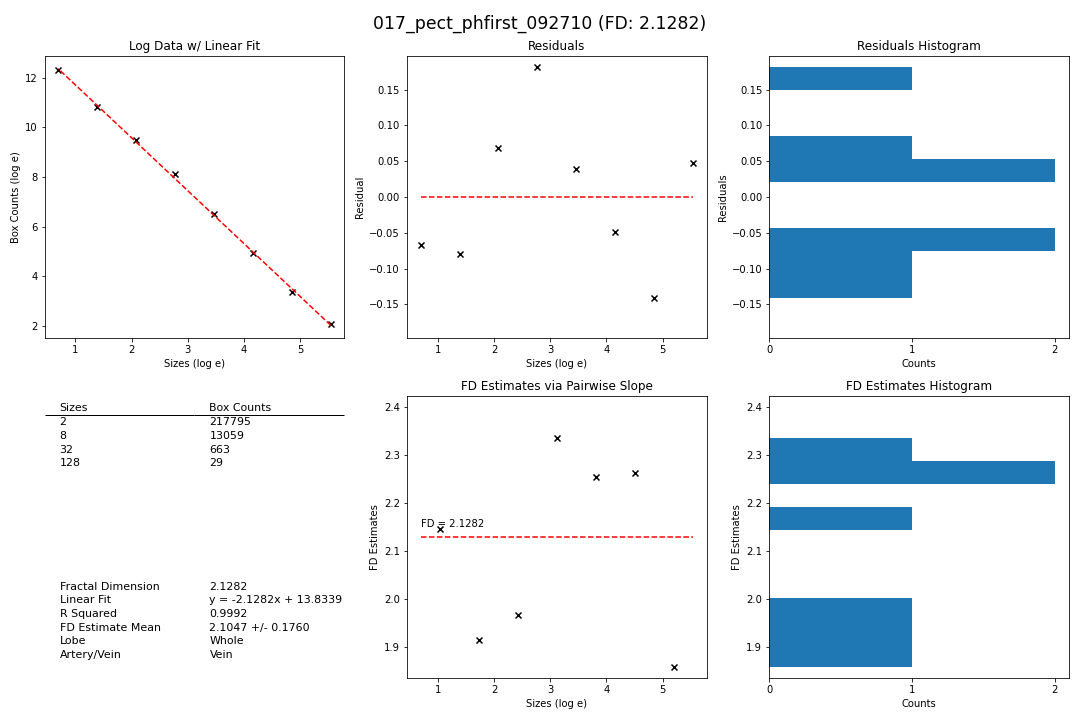 017_pect_phfirst_092710 (FD: 2.1282)
Log Data w/ Linear Fit
12
10
8
6
4
2
Box Counts (log e)
1 2 3 4 5
Sizes (log e)
Residuals
0.15
0.10
0.05
0.00
−0.05
−0.10
−0.15
Residual
1 2 3 4 5
Sizes (log e)
Residuals Histogram
0.15
0.10
0.05
0.00
−0.05
−0.10
−0.15
Residuals
0 1 2
Counts
Sizes Box Counts
2 217795
8 13059
32 663
128 29
Fractal Dimension 2.1282
Linear Fit y = -2.1282x + 13.8339
R Squared 0.9992
FD Estimate Mean 2.1047 +/- 0.1760
Lobe Whole
Artery/Vein Vein
FD Estimates via Pairwise Slope
2.4
2.3
2.2
2.1
2.0
1.9
FD Estimates
FD = 2.1282
1 2 3 4 5
Sizes (log e)
FD Estimates Histogram
2.4
2.3
2.2
2.1
2.0
1.9
FD Estimates
0 1 2
Counts